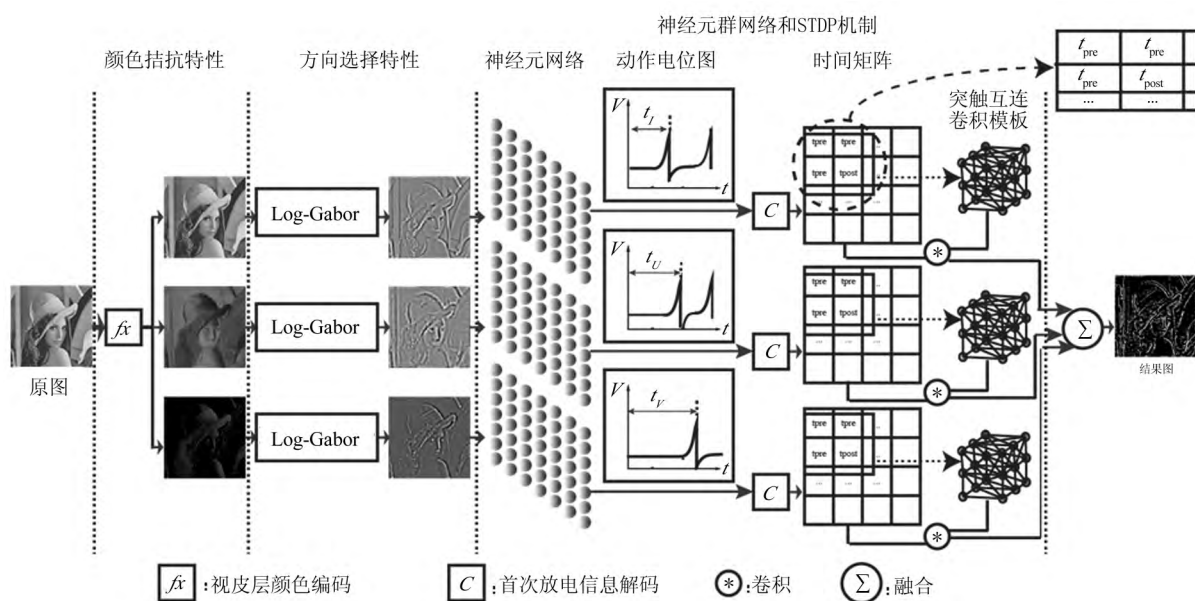 神经元群网络和STDP机制
颜色拮抗特性
方向选择特性
神经元网络
动作电位图
时间矩阵
t_pre t_pre
t_pre t_post
... ...
突触互连
卷积模板
V
t_I
t
tpre tpre
tpre tpost
Log-Gabor
C
*
V
t_U
t
tpre tpre
tpre tpost ...
... ...
原图
fx
Log-Gabor
C
*
Σ
结果图
V
t_V
t
tpre tpre
tpre tpost ...
... ...
Log-Gabor
C
*
fx :视皮层颜色编码
C :首次放电信息解码
* :卷积
Σ :融合